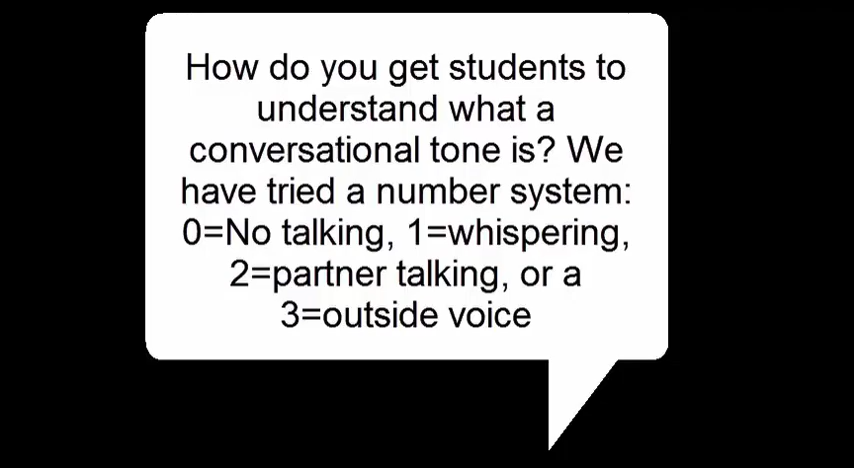 How do you get students to
understand what a
conversational tone is? We
have tried a number system:
0=No talking, 1=whispering,
2=partner talking, or a
3=outside voice